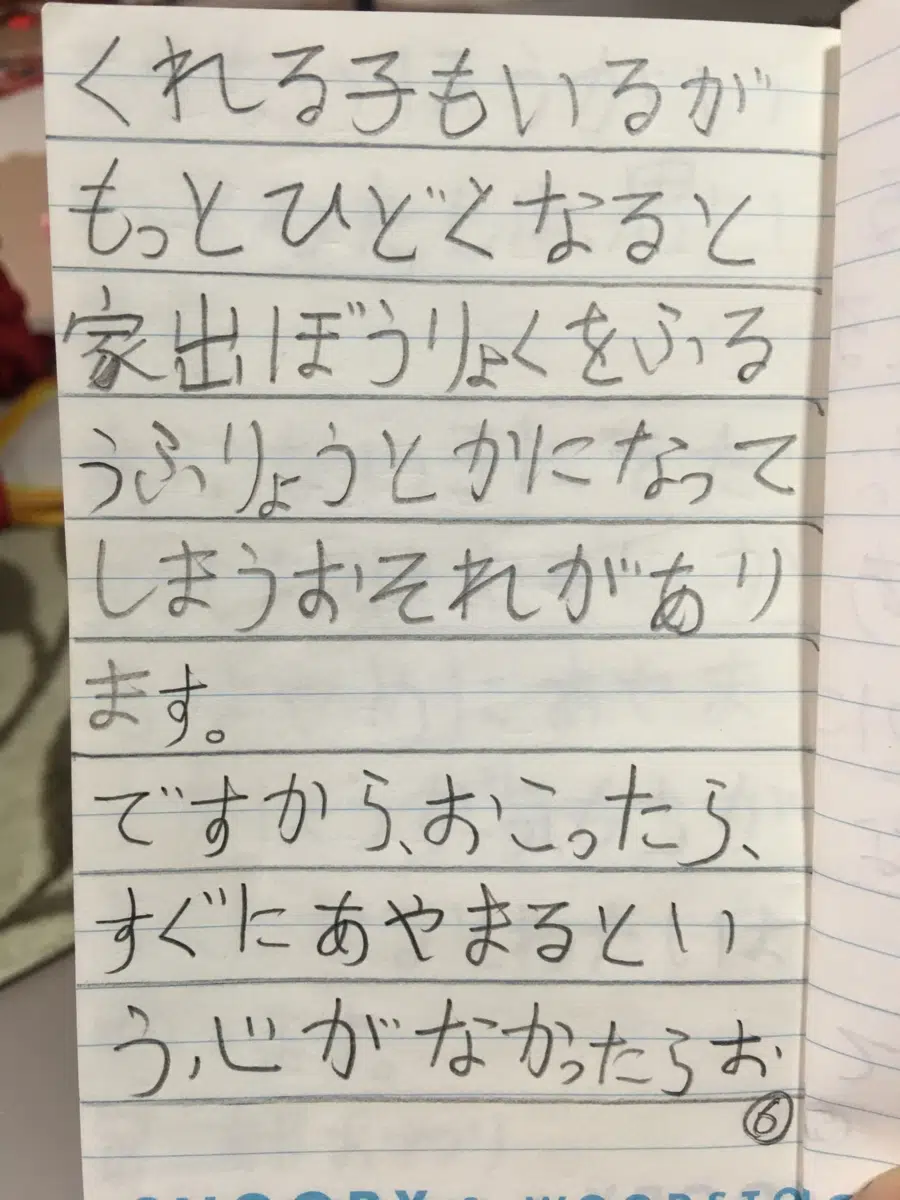 くれる子もいるが
もっとひどくなると
家出ぼうりょくをふる
うふりょうとかになって
しまうおそれがあり
ます。
ですから、おこったら、
すぐにあやまるとい
う心がなかったらお
⑥